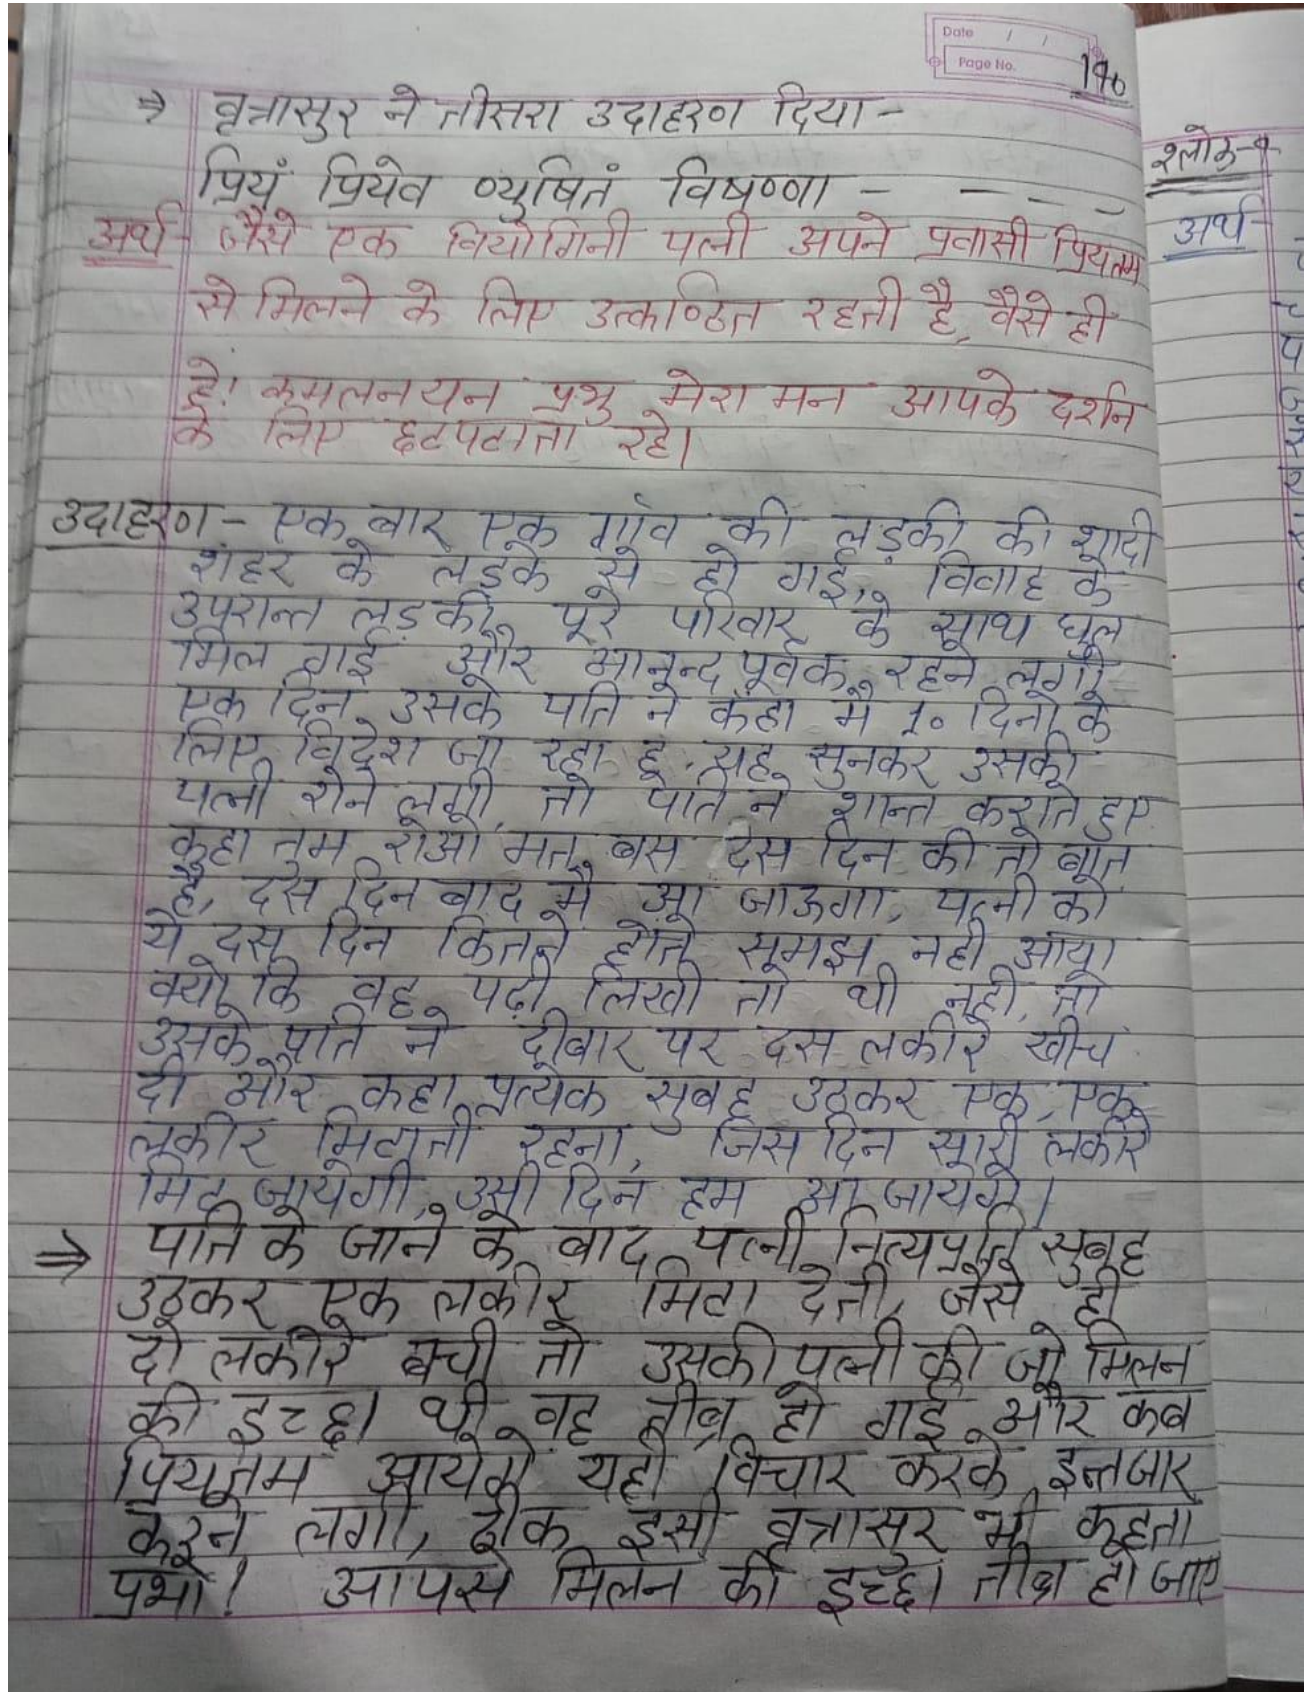 Date / /
Page No. 196
⇒ वृत्रासुर ने तीसरा उदाहरण दिया -
प्रियं प्रियेव व्युषितं विषण्णा - - - -
अर्थ - जैसे एक वियोगिनी पत्नी अपने प्रवासी प्रियतम
से मिलने के लिए उत्कण्ठित रहती है, वैसे ही
हे! कमलनयन प्रभु मेरा मन आपके दर्शन
के लिए छटपटाता रहे।
उदाहरण - एक बार एक गाँव की लड़की की शादी
शहर के लड़के से हो गई, विवाह के
उपरान्त लड़की पूरे परिवार के साथ घुल
मिल गई और आनन्द पूर्वक रहने लगी
एक दिन उसके पति ने कहा मै 10 दिनो के
लिए विदेश जा रहा हू यह सुनकर उसकी
पत्नी रोने लगी, तो पति ने शान्त कराते हुए
कहा तुम रोओ मत बस दस दिन की तो बात
है, दस दिन बाद मै आ जाऊगा, पत्नी को
ये दस दिन कितने होते समझ नही आया
क्यो कि वह पढी लिखी तो थी नही, तो
उसके पति ने दीवार पर दस लकीरे खीच
दी और कहा प्रत्येक सुबह उठकर एक, एक
लकीर मिटाती रहना, जिस दिन सारी लकीरे
मिट जायेगी, उसी दिन हम आ जायेगे।
⇒ पति के जाने के बाद पत्नी नित्यप्रति सुबह
उठकर एक लकीर मिटा देती, जैसे ही
दो लकीरे बची तो उसकी पत्नी की जो मिलन
की इच्छा थी वह तीव्र हो गई और कब
प्रियतम आयेगे यही विचार करके इन्तजार
करने लगी, ठीक इसी वृत्रासुर भी कहता
प्रभो! आपसे मिलन की इच्छा तीव्र हो जाए
श्लोक-
अर्थ -